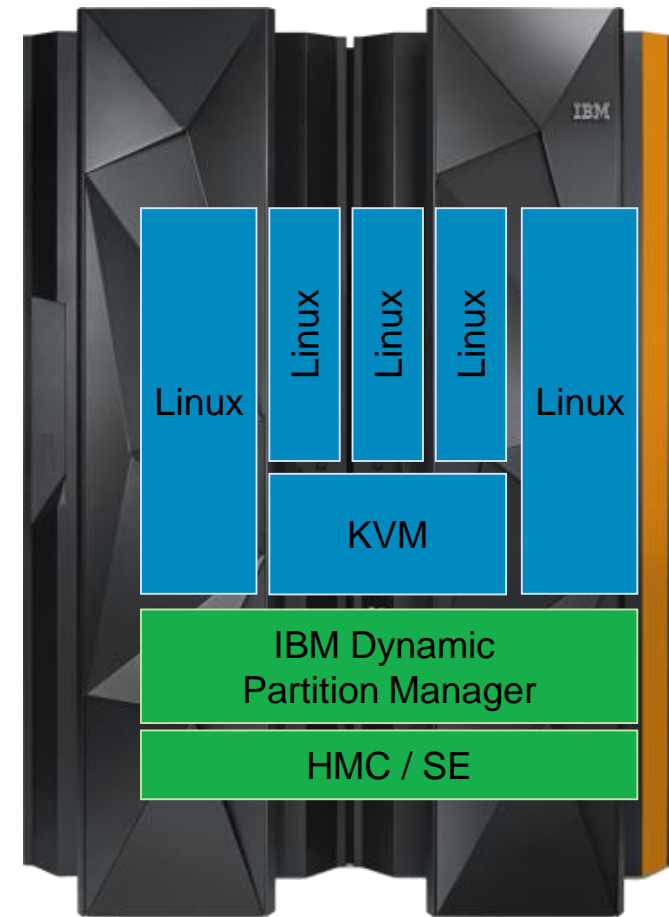 IBM
Linux
Linux
Linux
Linux
Linux
KVM
IBM Dynamic
Partition Manager
HMC / SE